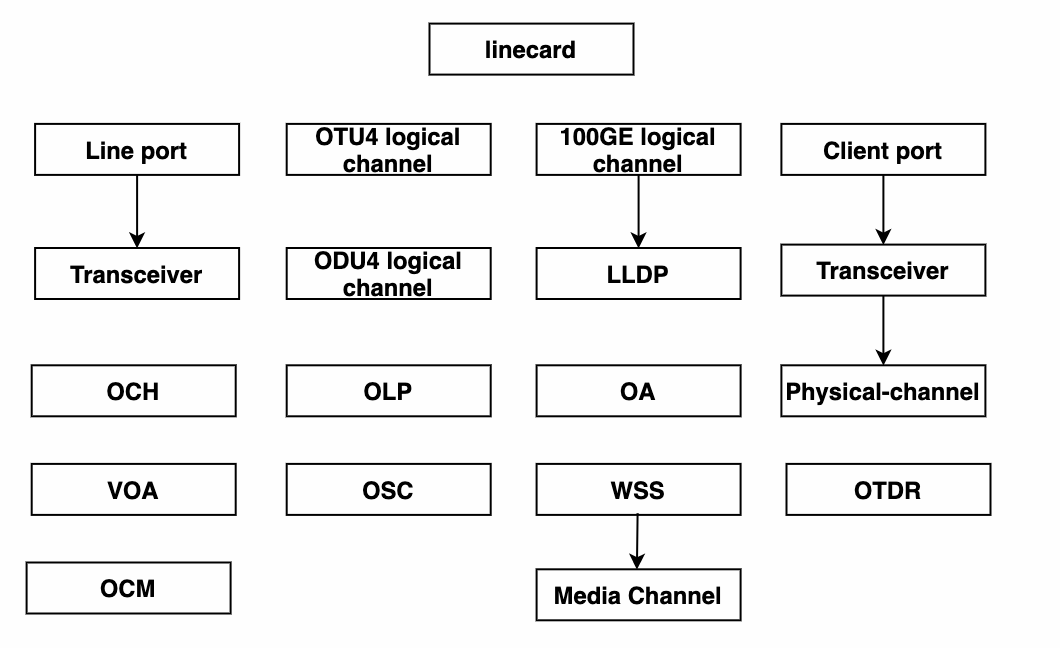 linecard
Line port
OTU4 logical
channel
100GE logical
channel
Client port
Transceiver
ODU4 logical
channel
LLDP
Transceiver
OCH
OLP
OA
Physical-channel
VOA
OSC
WSS
OTDR
OCM
Media Channel